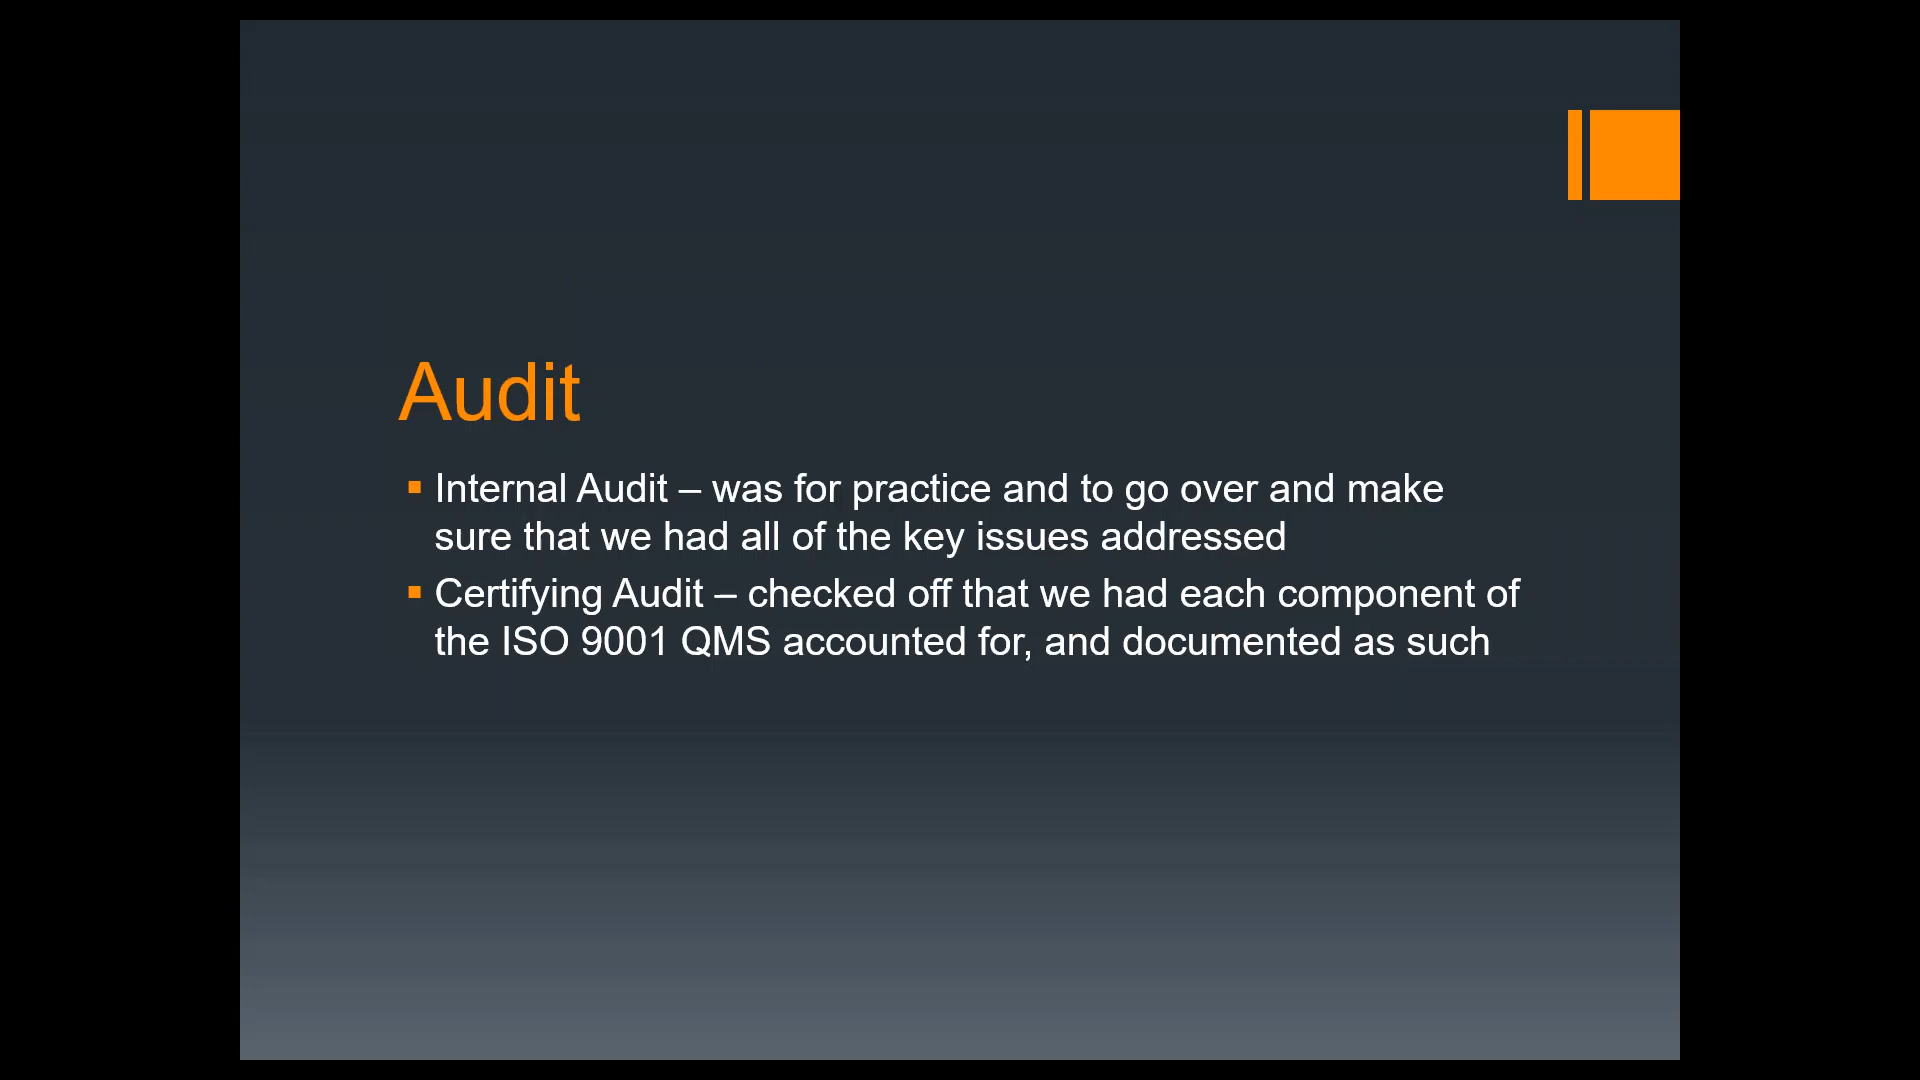 Audit
Internal Audit – was for practice and to go over and make
sure that we had all of the key issues addressed
Certifying Audit – checked off that we had each component of
the ISO 9001 QMS accounted for, and documented as such